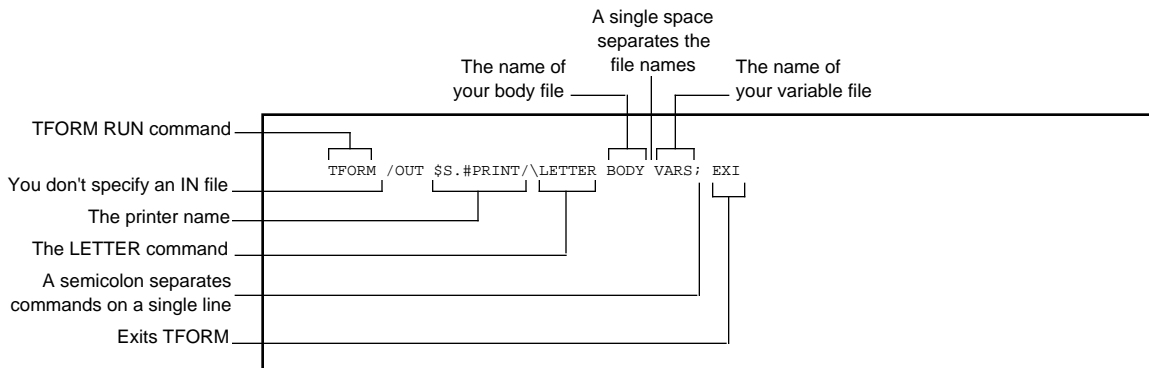 A single space
separates the
file names
The name of
your body file
The name of
your variable file
TFORM RUN command
TFORM /OUT $S.#PRINT/\LETTER BODY VARS; EXI
You don't specify an IN file
The printer name
The LETTER command
A semicolon separates
commands on a single line
Exits TFORM